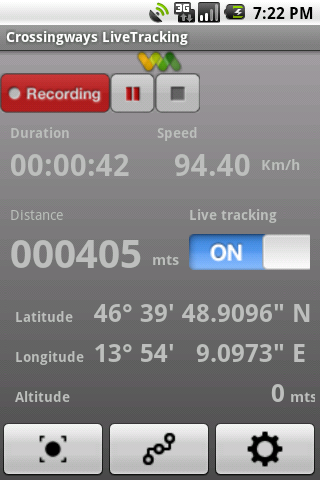 3G 7:22 PM
Crossingways LiveTracking
Recording
Duration Speed
00:00:42 94.40 Km/h
Distance Live tracking
000405 mts ON
Latitude 46° 39' 48.9096" N
Longitude 13° 54' 9.0973" E
Altitude 0 mts